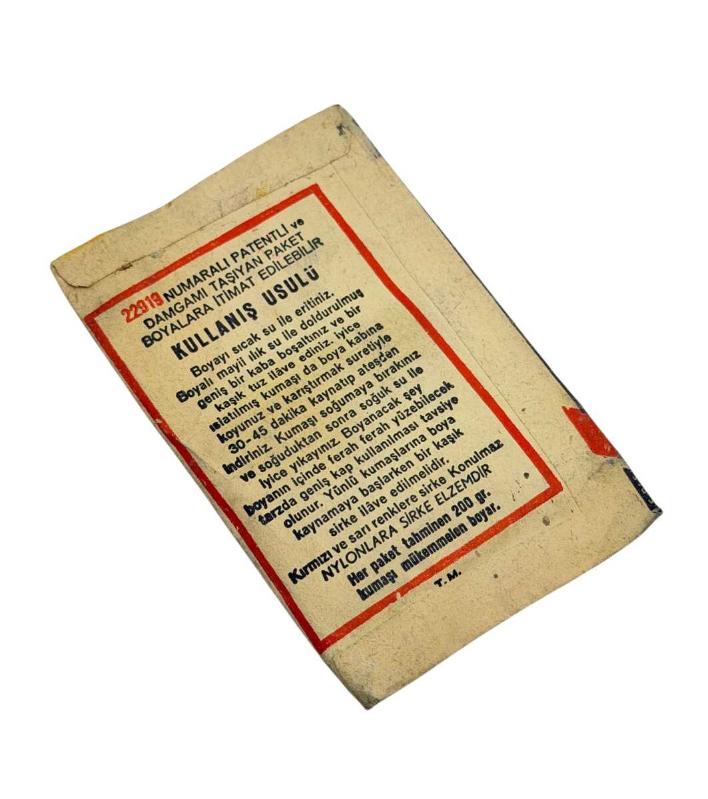 22919 NUMARALI PATENTLİ ve
DAMGAMI TAŞIYAN PAKET
BOYALARA İTİMAT EDİLEBİLİR
KULLANIŞ USULÜ
Boyayı sıcak su ile eritiniz.
Boyalı mayii ılık su ile doldurulmuş
geniş bir kaba boşaltınız ve bir
kaşık tuz ilâve ediniz. İyice
ıslatılmış kumaşı da boya kabına
koyunuz ve karıştırmak suretiyle
30-45 dakika kaynatıp ateşden
indiriniz. Kumaşı soğumaya bırakınız
ve soğuduktan sonra soğuk su ile
iyice yıkayınız. Boyanacak şey
boyanın içinde ferah ferah yüzebilecek
tarzda geniş kap kullanılması tavsiye
olunur. Yünlü kumaşlarına boya
kaynamaya başlarken bir kaşık
sirke ilâve edilmelidir.
Kırmızı ve sarı renklere sirke Konulmaz
NYLONLARA SİRKE ELZEMDİR
Her paket tahminen 200 gr.
kumaşı mükemmelen boyar.
T.M.